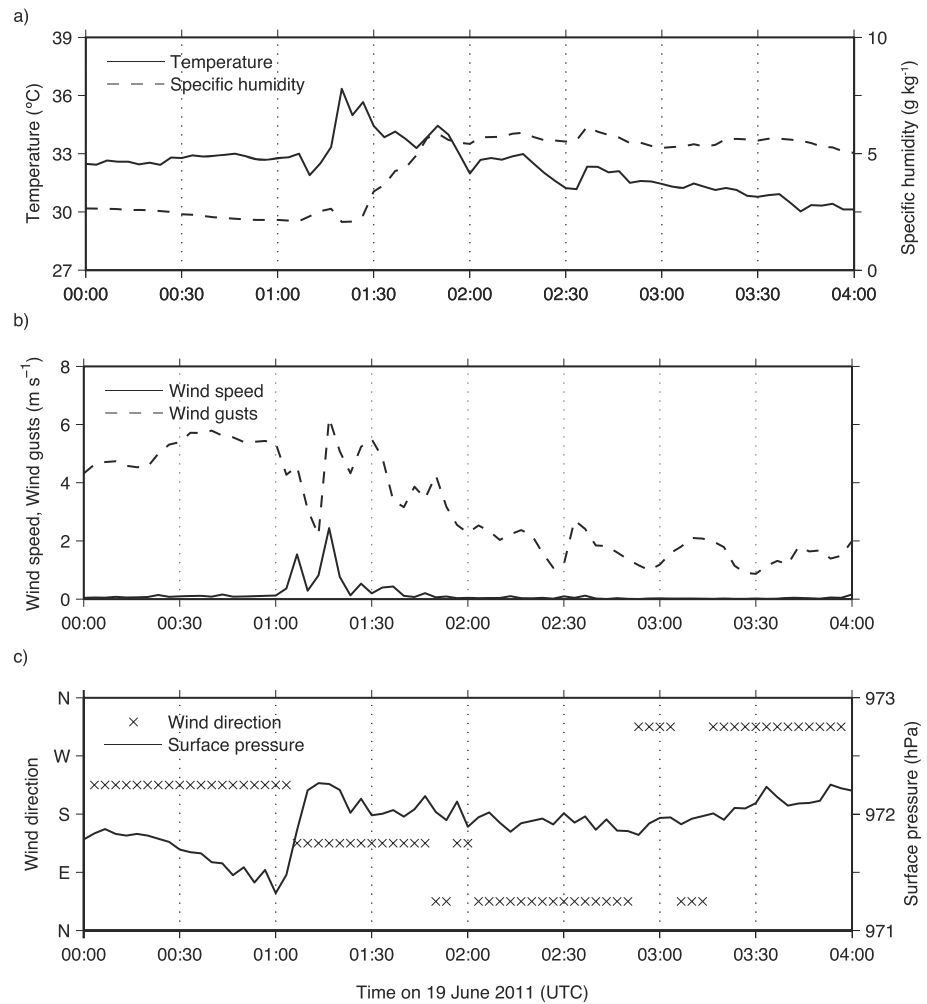 a)
39
36
33
30
27
Temperature (°C)
Temperature
Specific humidity
10
5
0
Specific humidity (g kg⁻¹)
00:00 00:30 01:00 01:30 02:00 02:30 03:00 03:30 04:00
b)
8
6
4
2
0
Wind speed, Wind gusts (m s⁻¹)
Wind speed
Wind gusts
00:00 00:30 01:00 01:30 02:00 02:30 03:00 03:30 04:00
c)
N
W
S
E
N
Wind direction
Wind direction
Surface pressure
973
972
971
Surface pressure (hPa)
00:00 00:30 01:00 01:30 02:00 02:30 03:00 03:30 04:00
Time on 19 June 2011 (UTC)